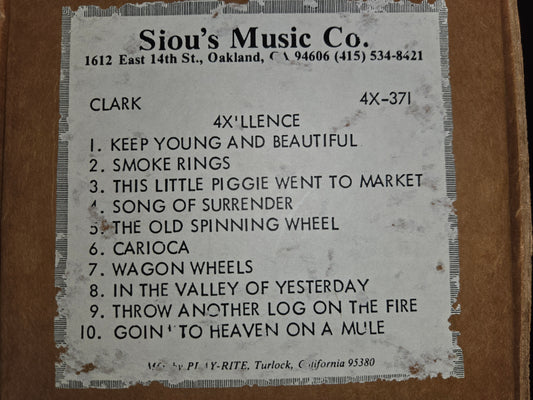 Siou's Music Co.
1612 East 14th St., Oakland, CA 94606 (415) 534-8421
CLARK 4X-371
4X'LLENCE
1. KEEP YOUNG AND BEAUTIFUL
2. SMOKE RINGS
3. THIS LITTLE PIGGIE WENT TO MARKET
4. SONG OF SURRENDER
5. THE OLD SPINNING WHEEL
6. CARIOCA
7. WAGON WHEELS
8. IN THE VALLEY OF YESTERDAY
9. THROW ANOTHER LOG ON THE FIRE
10. GOIN' TO HEAVEN ON A MULE
by PLAY-RITE, Turlock, California 95380